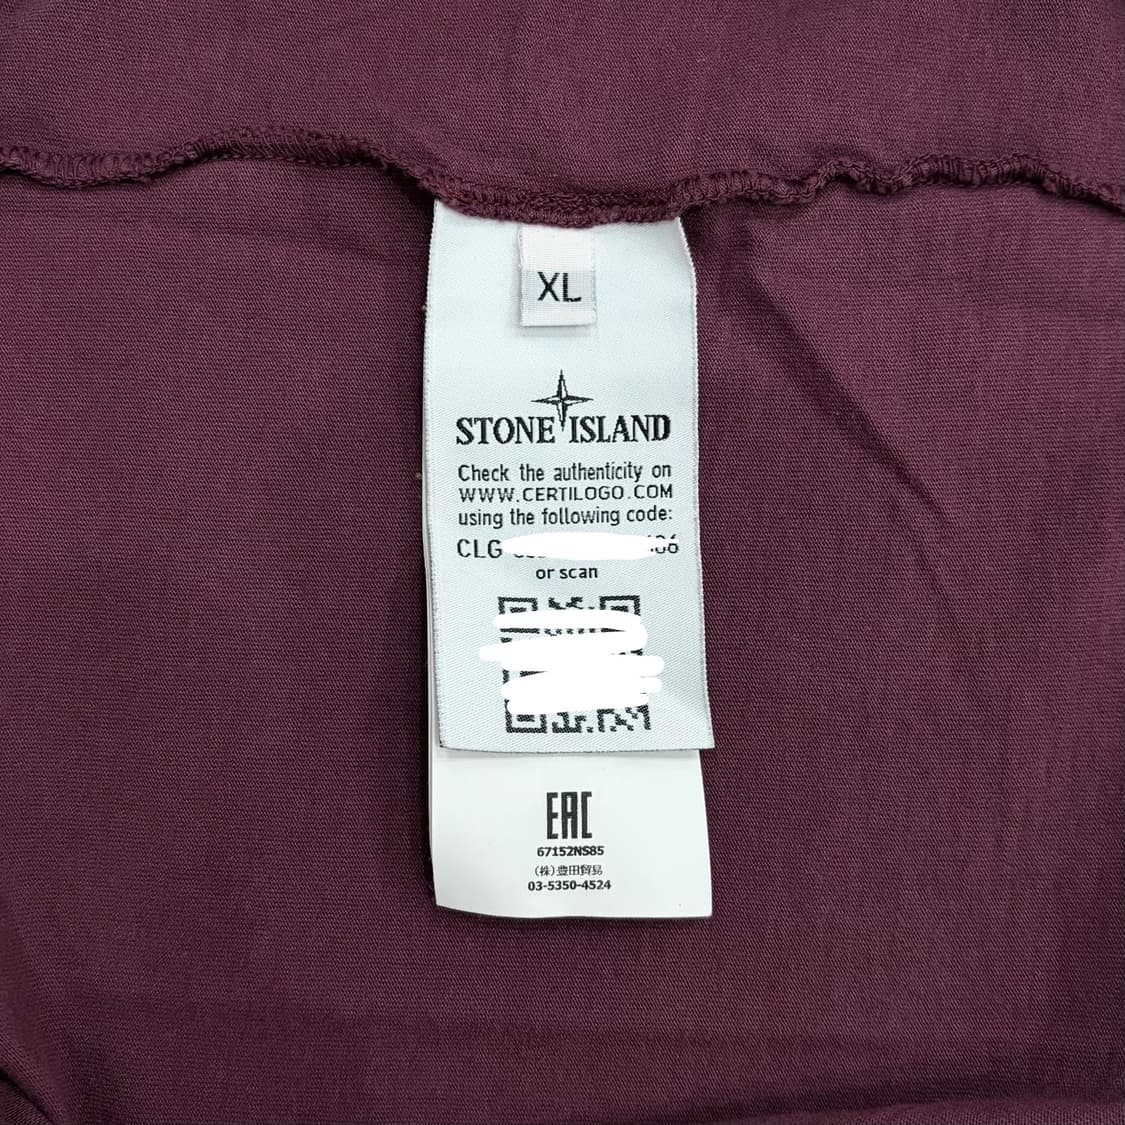 XL
STONE ISLAND
Check the authenticity on
WWW.CERTILOGO.COM
using the following code:
CLG
or scan
EAC
67152NS85
(株)豊田貿易
03-5350-4524